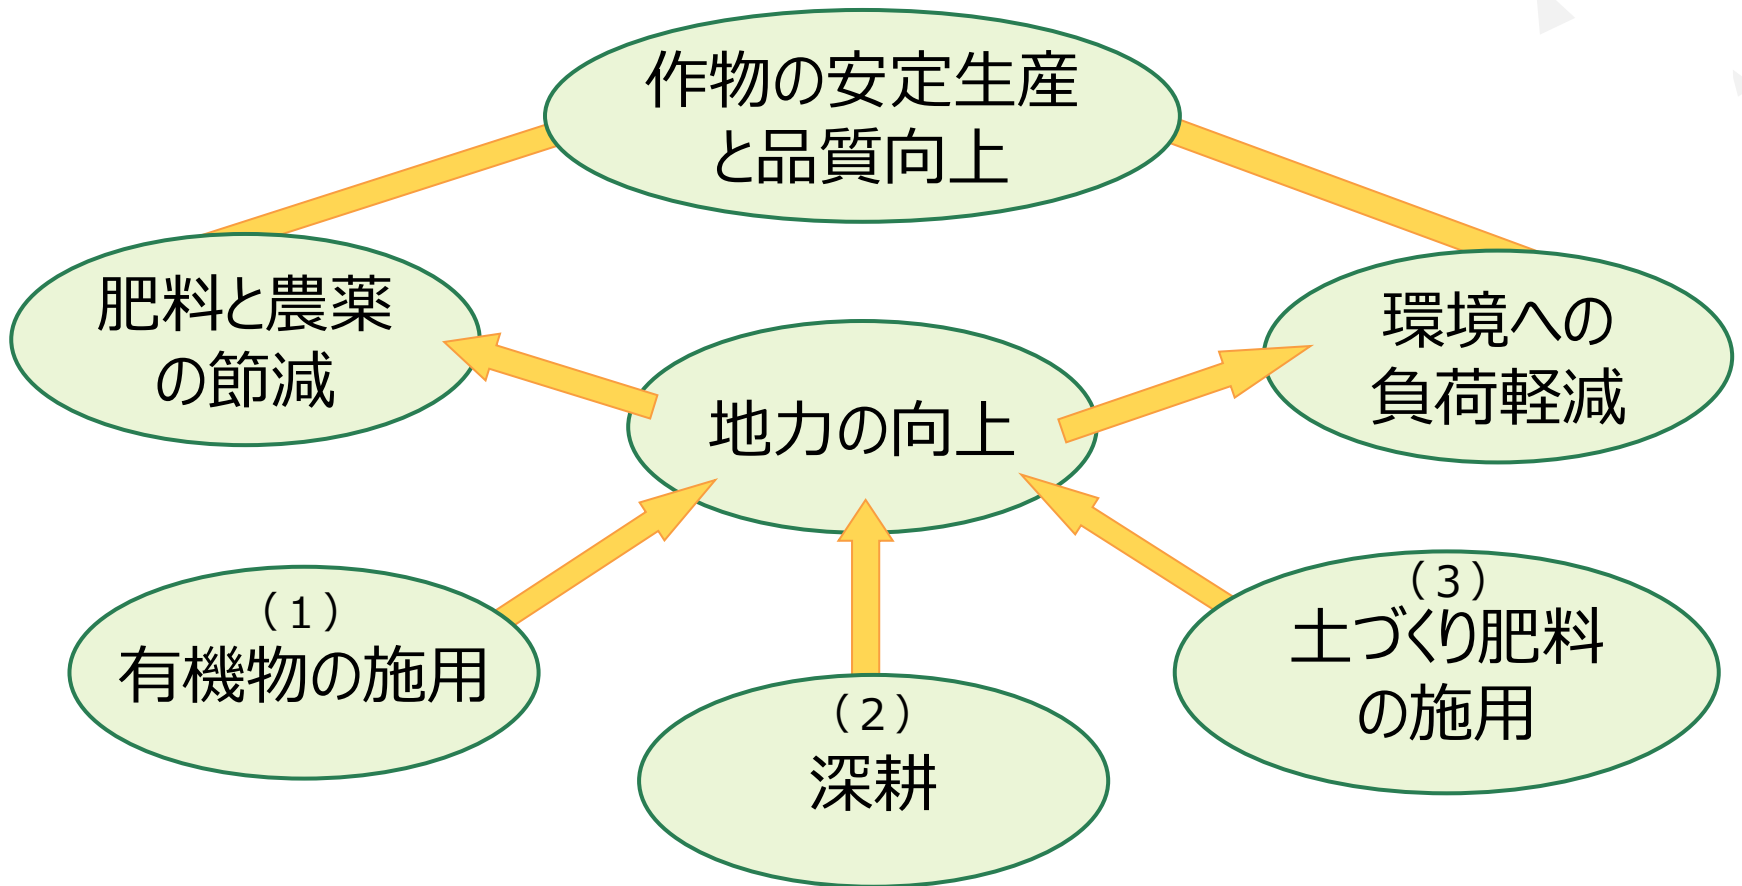 作物の安定生産
と品質向上
肥料と農薬
の節減
環境への
負荷軽減
地力の向上
（１）
有機物の施用
（２）
深耕
（３）
土づくり肥料
の施用